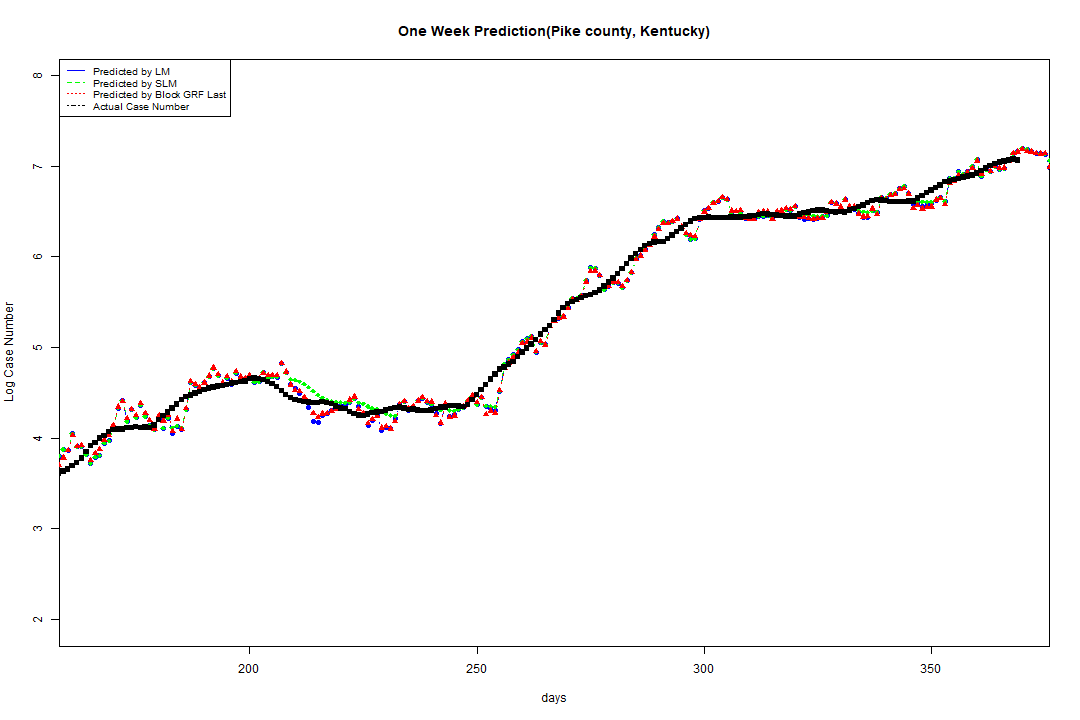 One Week Prediction(Pike county, Kentucky)
Predicted by LM
Predicted by SLM
Predicted by Block GRF Last
Actual Case Number
8
7
6
5
4
3
2
Log Case Number
200
250
300
350
days